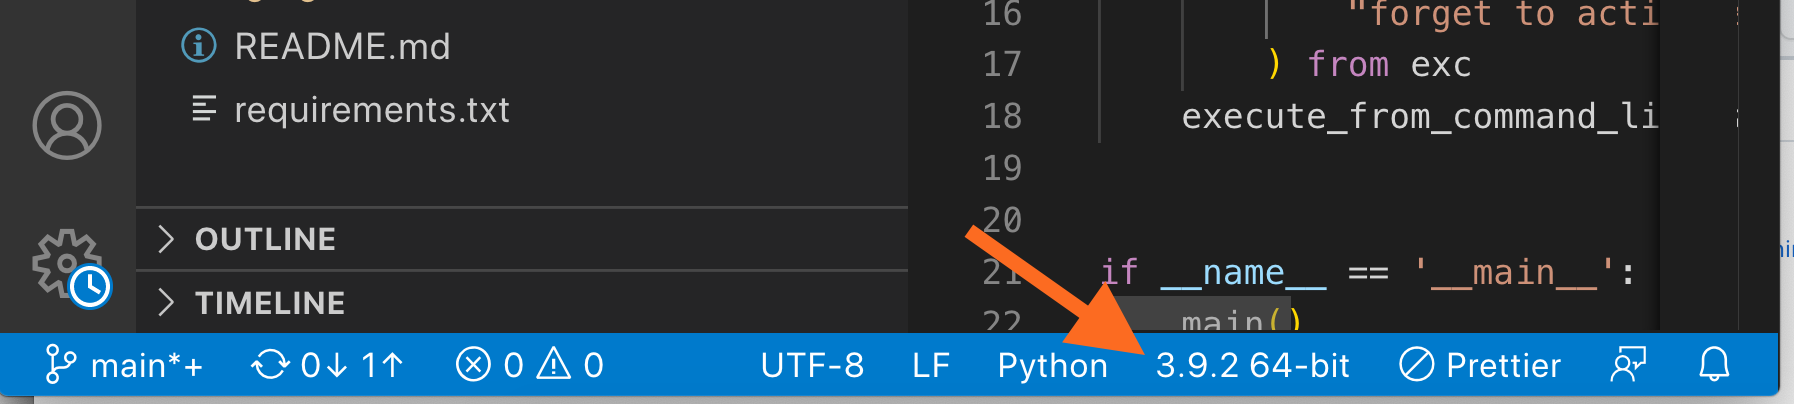 README.md
requirements.txt
OUTLINE
TIMELINE
16 "forget to acti
17 ) from exc
18 execute_from_command_li
19
20
21 if __name__ == '__main__':
22 main()
main*+ 0↓ 1↑ 0 0 UTF-8 LF Python 3.9.2 64-bit Prettier